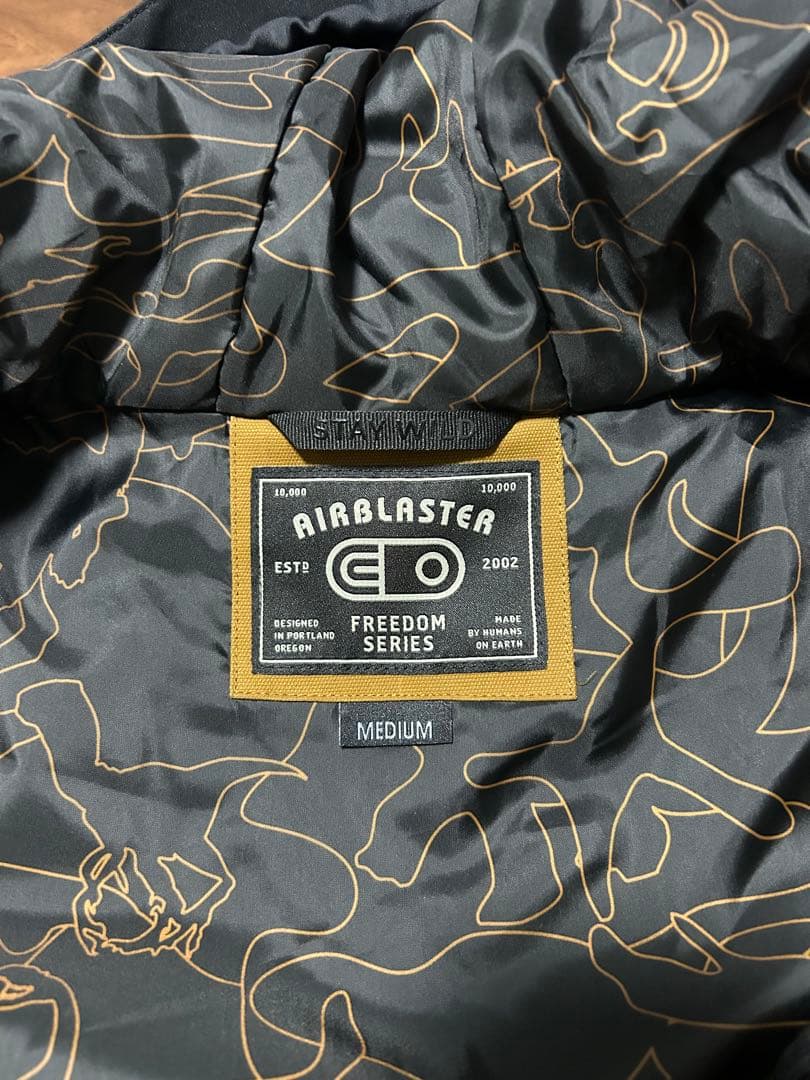 STAY WILD
10,000 10,000
AIRBLASTER
ESTD 2002
DESIGNED
IN PORTLAND
OREGON
FREEDOM
SERIES
MADE
BY HUMANS
ON EARTH
MEDIUM